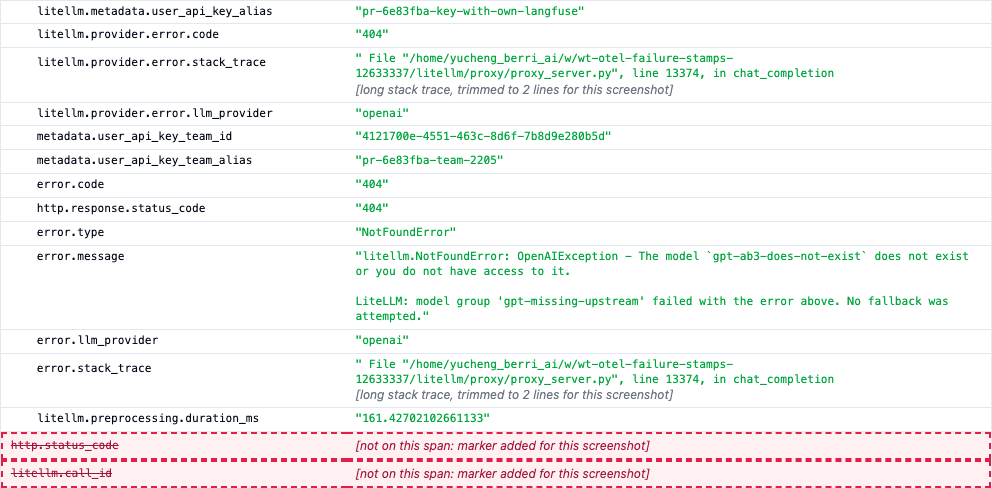 litellm.metadata.user_api_key_alias "pr-6e83fba-key-with-own-langfuse"
litellm.provider.error.code "404"
litellm.provider.error.stack_trace " File "/home/yucheng_berri_ai/w/wt-otel-failure-stamps-
12633337/litellm/proxy/proxy_server.py", line 13374, in chat_completion
[long stack trace, trimmed to 2 lines for this screenshot]
litellm.provider.error.llm_provider "openai"
metadata.user_api_key_team_id "4121700e-4551-463c-8d6f-7b8d9e280b5d"
metadata.user_api_key_team_alias "pr-6e83fba-team-2205"
error.code "404"
http.response.status_code "404"
error.type "NotFoundError"
error.message "litellm.NotFoundError: OpenAIException - The model `gpt-ab3-does-not-exist` does not exist
or you do not have access to it.
LiteLLM: model group 'gpt-missing-upstream' failed with the error above. No fallback was
attempted."
error.llm_provider "openai"
error.stack_trace " File "/home/yucheng_berri_ai/w/wt-otel-failure-stamps-
12633337/litellm/proxy/proxy_server.py", line 13374, in chat_completion
[long stack trace, trimmed to 2 lines for this screenshot]
litellm.preprocessing.duration_ms "161.42702102661133"
http.status_code [not on this span: marker added for this screenshot]
litellm.call_id [not on this span: marker added for this screenshot]